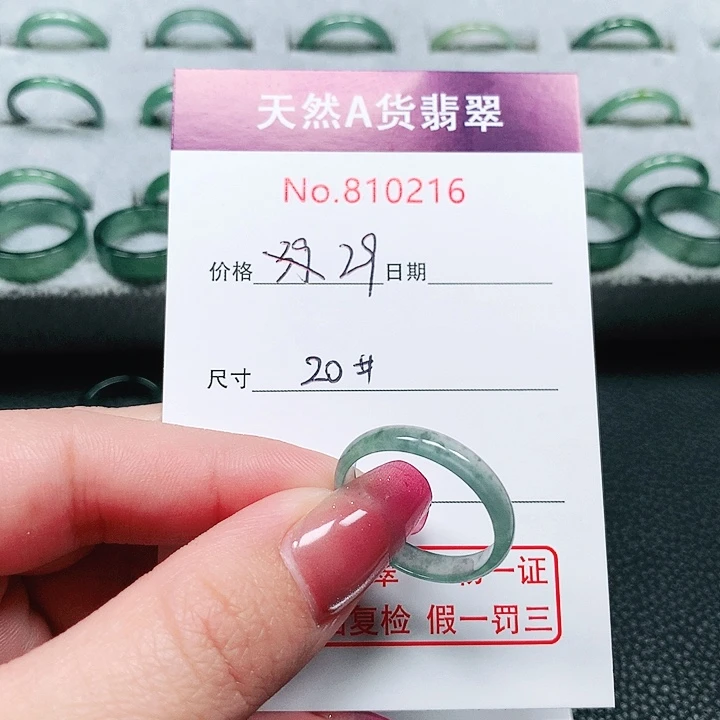 天然A货翡翠
No.810216
价格 29 日期
尺寸 20#
一证
复检 假一罚三